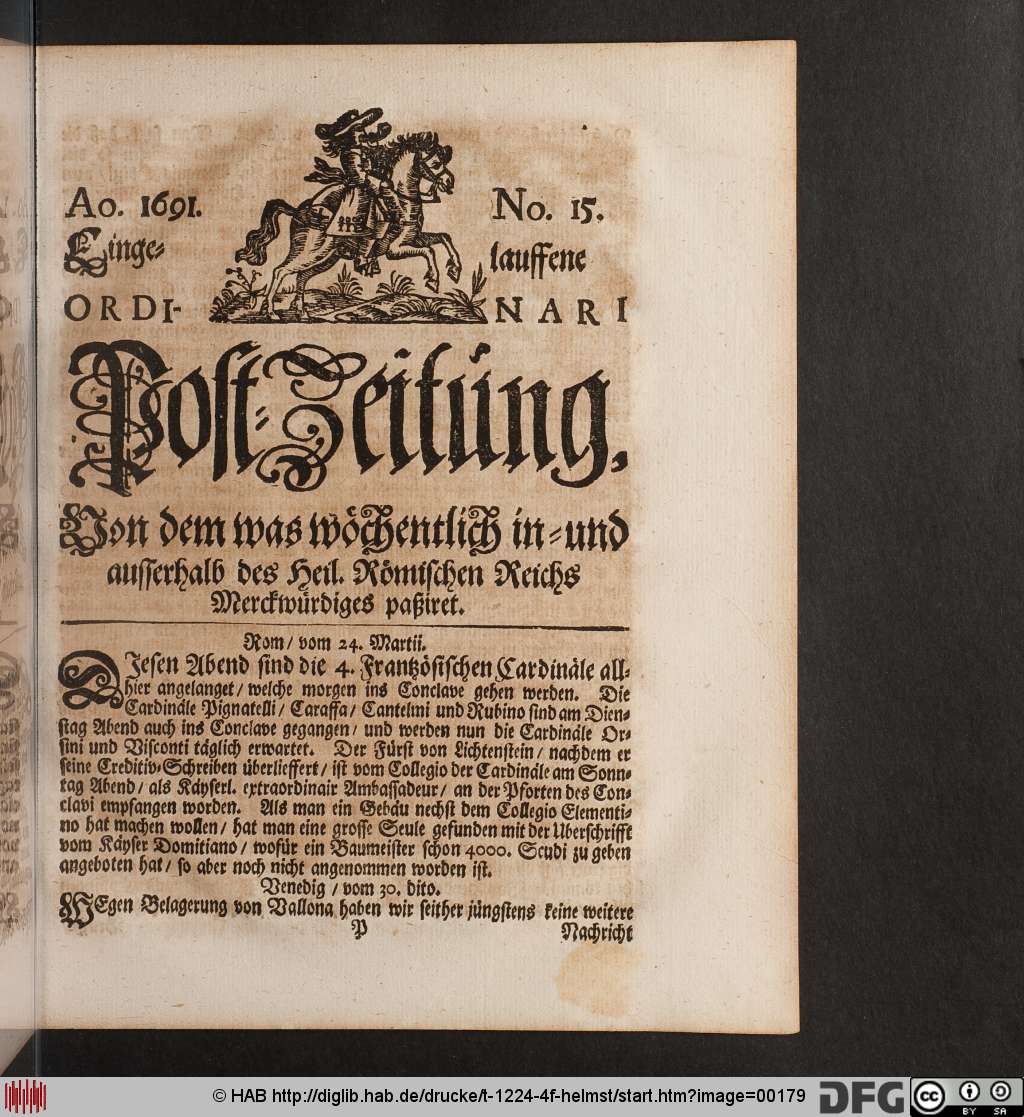 Ao. 1691. No. 15.
Einge- lauffene
ORDI- NARI
Post-Zeitung,
Von dem was wöchentlich in- und
ausserhalb des Heil. Römischen Reichs
Merckwürdiges paßiret.
Rom / vom 24. Martii.
DJesen Abend sind die 4. Frantzösischen Cardinäle all-
hier angelanget / welche morgen ins Conclave gehen werden. Die
Cardinäle Pignatelli / Caraffa / Cantelmi und Rubino sind am Dien-
stag Abend auch ins Conclave gegangen / und werden nun die Cardinäle Or-
sini und Visconti täglich erwartet. Der Fürst von Lichtenstein / nachdem er
seine Creditiv-Schreiben überlieffert / ist vom Collegio der Cardinäle am Sonn-
tag Abend / als Käyserl. extraordinair Ambassadeur / an der Pforten des Con-
clavi empfangen worden. Als man ein Gebäu nechst dem Collegio Elementi-
no hat machen wollen / hat man eine grosse Seule gefunden mit der Uberschrifft
vom Käyser Domitiano / wofür ein Baumeister schon 4000. Scudi zu geben
angeboten hat / so aber noch nicht angenommen worden ist.
Venedig / vom 30. dito.
WEgen Belagerung von Vallona haben wir seither jüngstens keine weitere
P Nachricht
© HAB http://diglib.hab.de/drucke/t-1224-4f-helmst/start.htm?image=00179 DFG cc BY SA